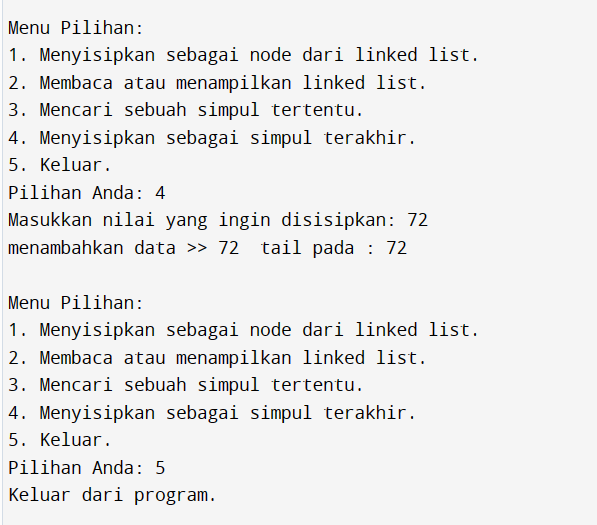 Menu Pilihan:
1. Menyisipkan sebagai node dari linked list.
2. Membaca atau menampilkan linked list.
3. Mencari sebuah simpul tertentu.
4. Menyisipkan sebagai simpul terakhir.
5. Keluar.
Pilihan Anda: 4
Masukkan nilai yang ingin disisipkan: 72
menambahkan data >> 72  tail pada : 72

Menu Pilihan:
1. Menyisipkan sebagai node dari linked list.
2. Membaca atau menampilkan linked list.
3. Mencari sebuah simpul tertentu.
4. Menyisipkan sebagai simpul terakhir.
5. Keluar.
Pilihan Anda: 5
Keluar dari program.